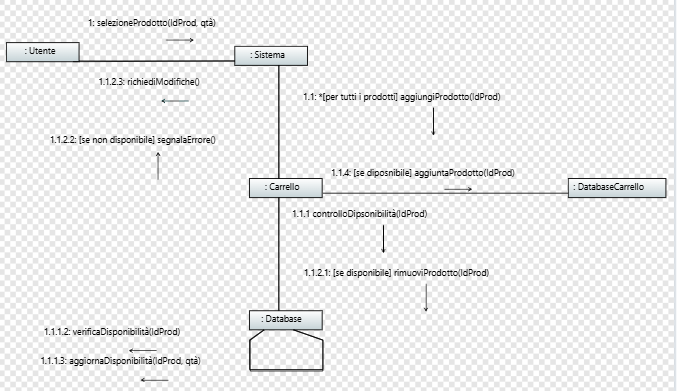 1: selezioneProdotto(IdProd, qtà)
: Utente
: Sistema
1.1.2.3: richiediModifiche()
1.1: *[per tutti i prodotti] aggiungiProdotto(IdProd)
1.1.2.2: [se non disponibile] segnalaErrore()
1.1.4: [se diposnibile] aggiuntaProdotto(IdProd)
: Carrello
: DatabaseCarrello
1.1.1 controlloDipsonibilità(IdProd)
1.1.2.1: [se disponibile] rimuoviProdotto(IdProd)
: Database
1.1.1.2: verificaDisponibilità(IdProd)
1.1.1.3: aggiornaDisponibilità(IdProd, qtà)